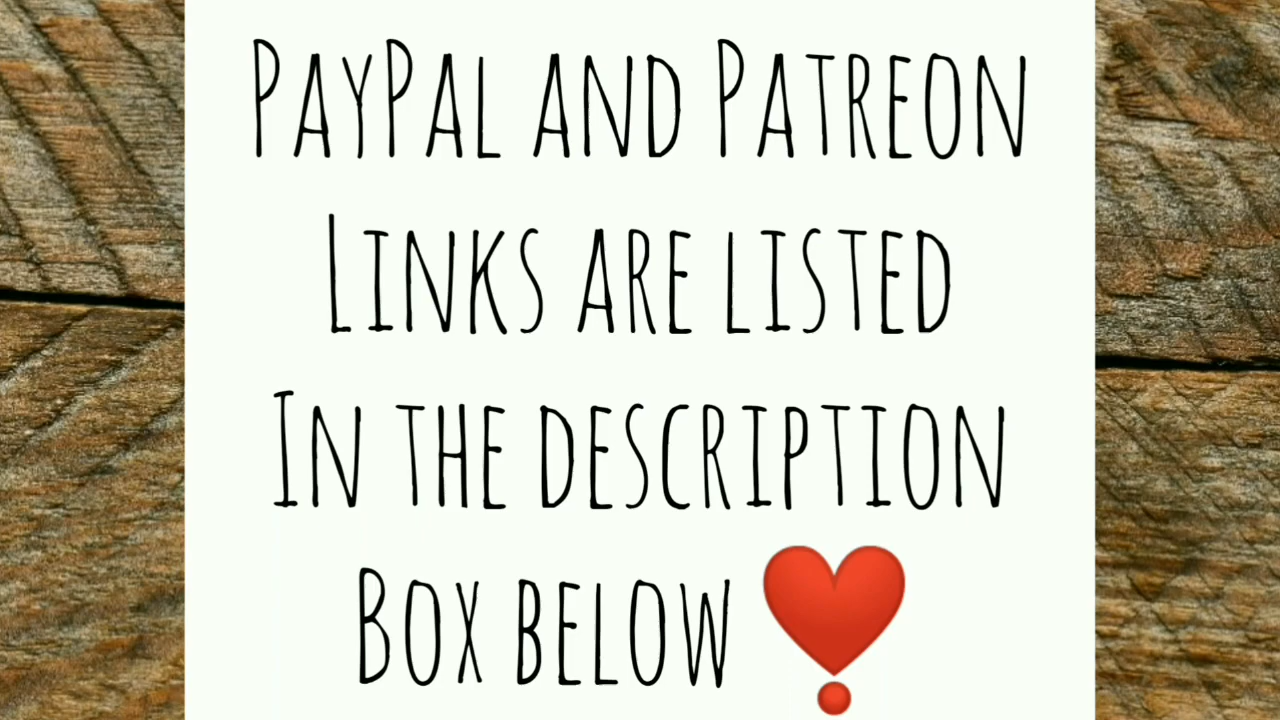 PayPal and Patreon
Links are listed
In the description
Box below ❣